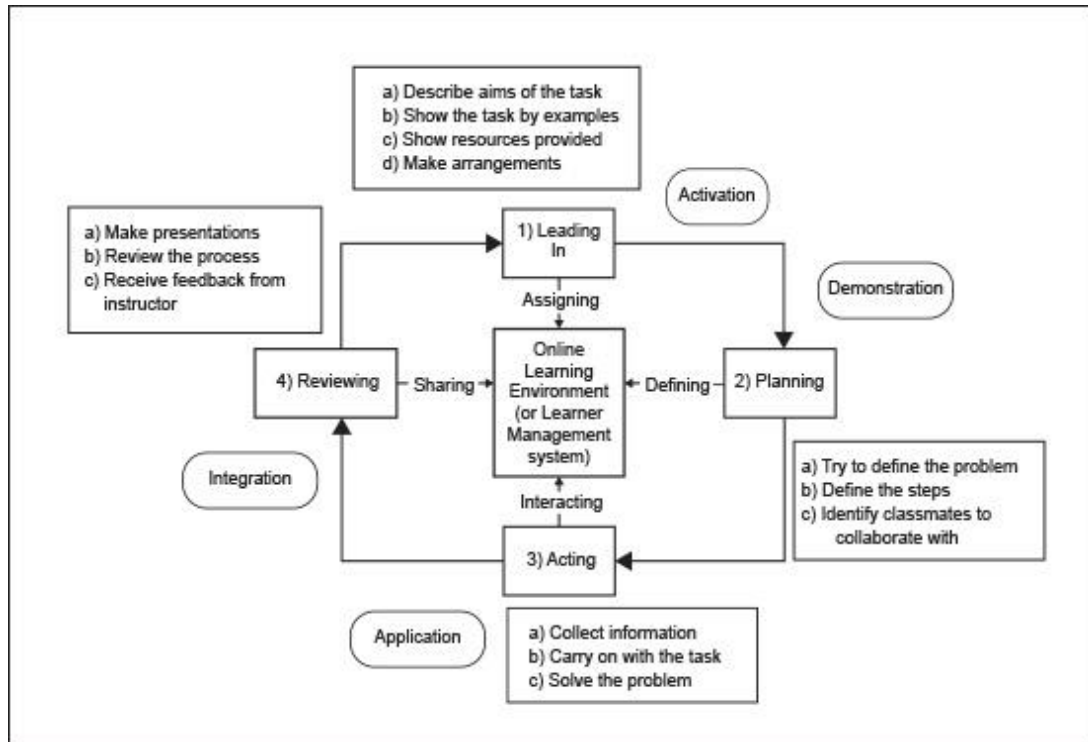 a) Describe aims of the task
b) Show the task by examples
c) Show resources provided
d) Make arrangements
Activation
a) Make presentations
b) Review the process
c) Receive feedback from
instructor
1) Leading
In
Demonstration
Assigning
4) Reviewing
Sharing
Online
Learning
Environment
(or Learner
Management
system)
Defining
2) Planning
Integration
Interacting
a) Try to define the problem
b) Define the steps
c) Identify classmates to
collaborate with
3) Acting
Application
a) Collect information
b) Carry on with the task
c) Solve the problem